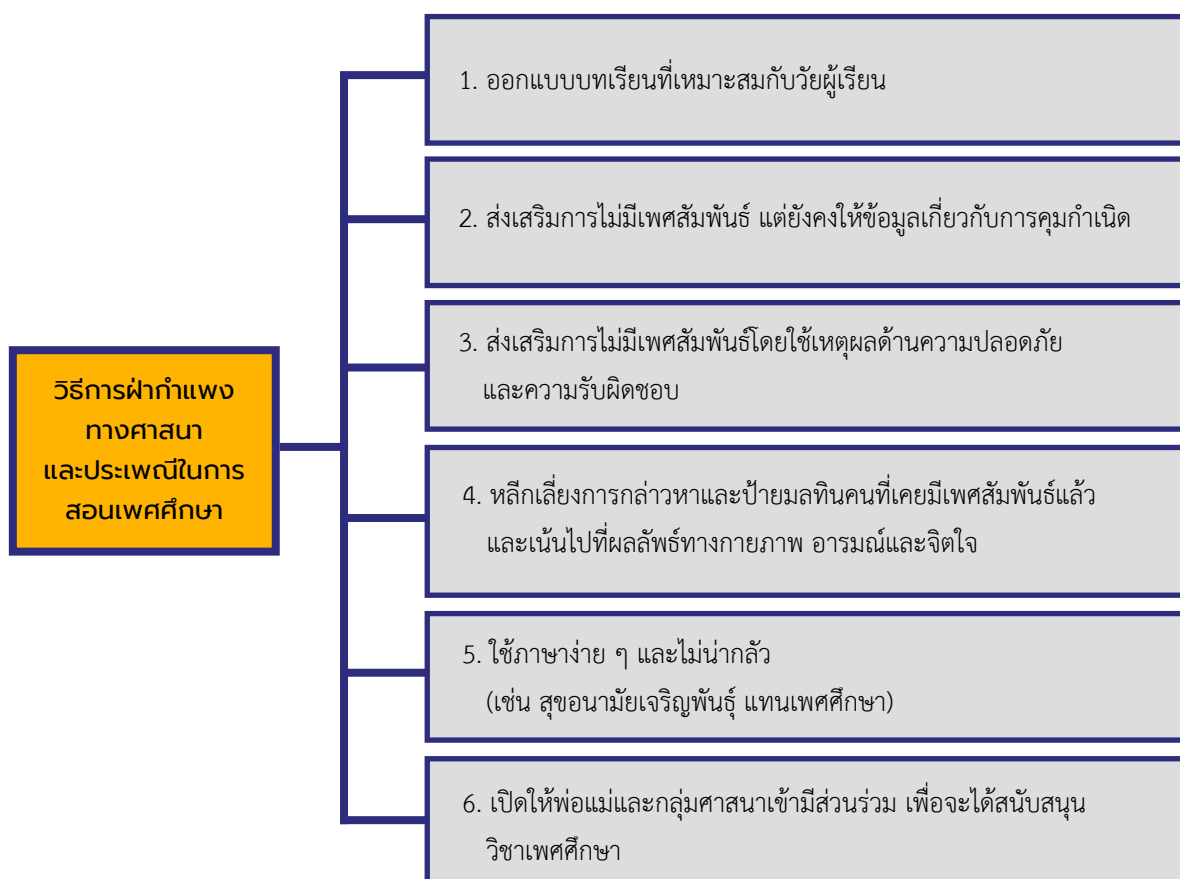 วิธีการฝ่ากำแพง
ทางศาสนา
และประเพณีในการ
สอนเพศศึกษา
1. ออกแบบบทเรียนที่เหมาะสมกับวัยผู้เรียน
2. ส่งเสริมการไม่มีเพศสัมพันธ์ แต่ยังคงให้ข้อมูลเกี่ยวกับการคุมกำเนิด
3. ส่งเสริมการไม่มีเพศสัมพันธ์โดยใช้เหตุผลด้านความปลอดภัย
และความรับผิดชอบ
4. หลีกเลี่ยงการกล่าวหาและป้ายมลทินคนที่เคยมีเพศสัมพันธ์แล้ว
และเน้นไปที่ผลลัพธ์ทางกายภาพ อารมณ์และจิตใจ
5. ใช้ภาษาง่าย ๆ และไม่น่ากลัว
(เช่น สุขอนามัยเจริญพันธุ์ แทนเพศศึกษา)
6. เปิดให้พ่อแม่และกลุ่มศาสนาเข้ามีส่วนร่วม เพื่อจะได้สนับสนุน
วิชาเพศศึกษา